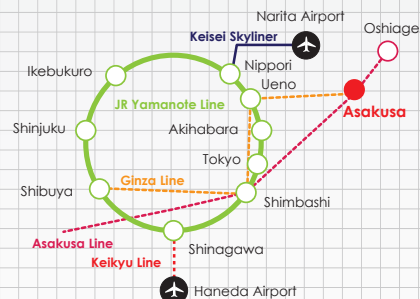 Narita Airport
Oshiage
Keisei Skyliner
Nippori
Ikebukuro
Ueno
JR Yamanote Line
Asakusa
Shinjuku
Akihabara
Tokyo
Ginza Line
Shibuya
Shimbashi
Asakusa Line
Shinagawa
Keikyu Line
Haneda Airport